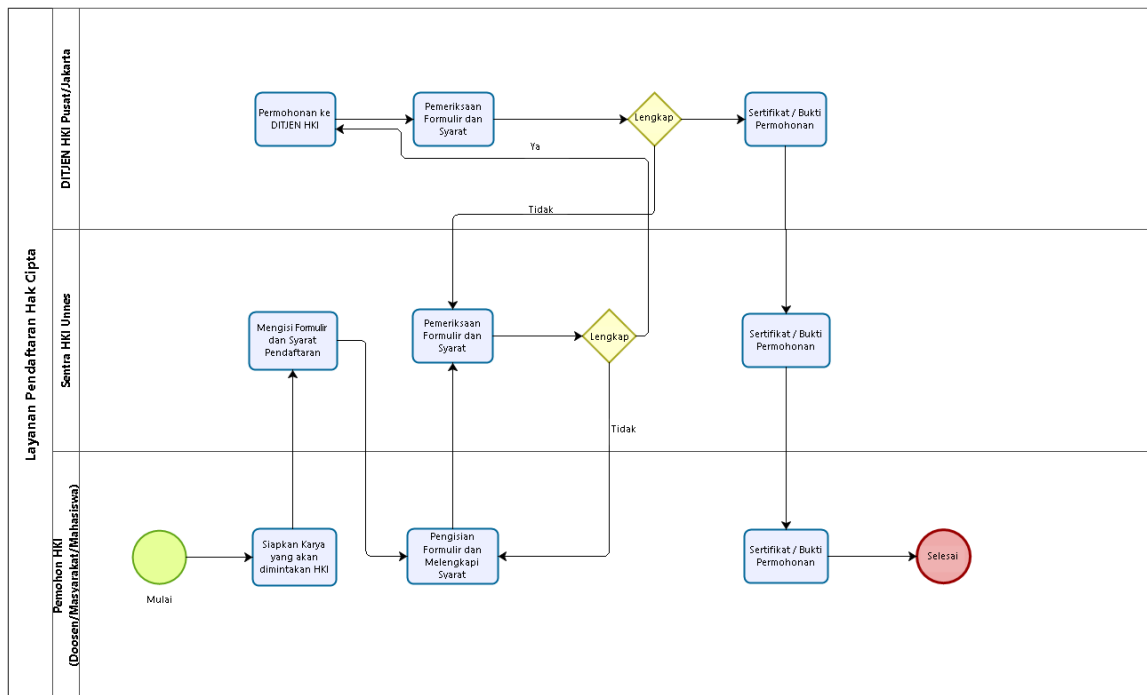 Layanan Pendaftaran Hak Cipta
DITJEN HKI Pusat/Jakarta
Permohonan ke
DITJEN HKI
Pemeriksaan
Formulir dan
Syarat
Lengkap
Sertifikat / Bukti
Permohonan
Ya
Tidak
Sentra HKI Unnes
Mengisi Formulir
dan Syarat
Pendaftaran
Pemeriksaan
Formulir dan
Syarat
Lengkap
Sertifikat / Bukti
Permohonan
Tidak
Pemohon HKI
(Doosen/Masyarakat/Mahasiswa)
Mulai
Siapkan Karya
yang akan
dimintakan HKI
Pengisian
Formulir dan
Melengkapi
Syarat
Sertifikat / Bukti
Permohonan
Selesai